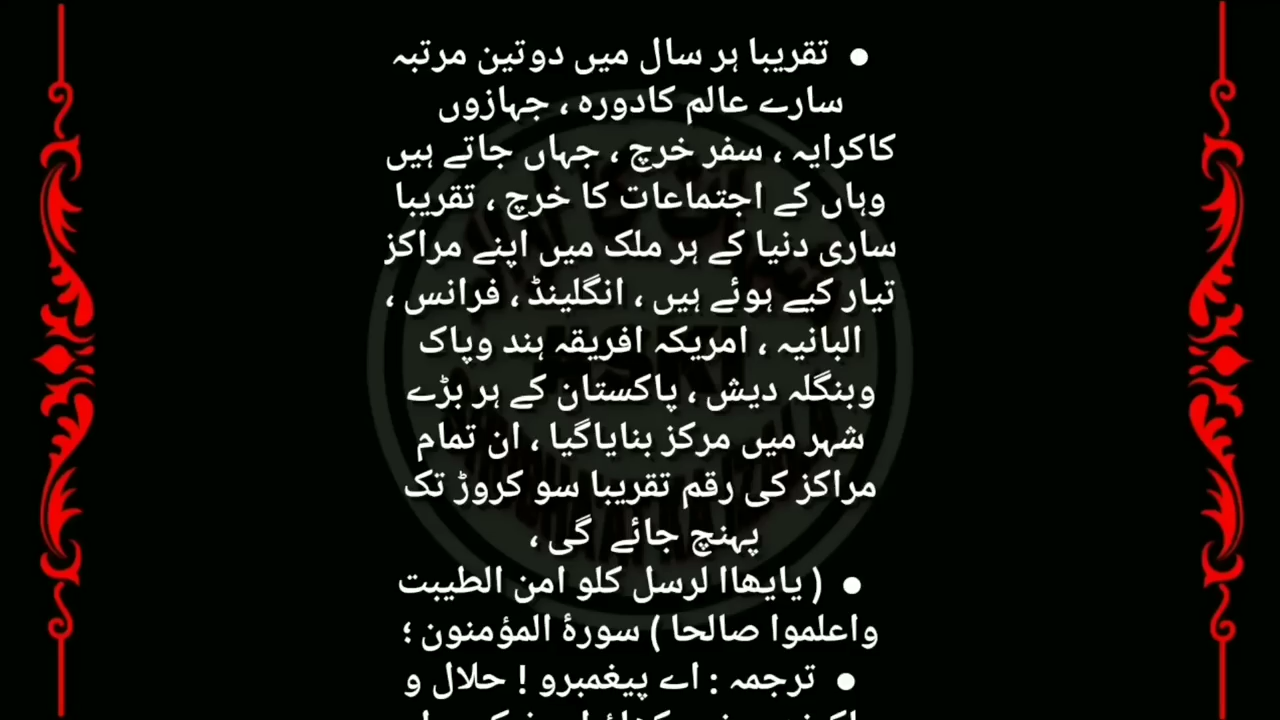 ● تقریبا ہر سال میں دوتین مرتبہ
سارے عالم کادورہ ، جہازوں
کاکرایہ ، سفر خرچ ، جہاں جاتے ہیں
وہاں کے اجتماعات کا خرچ ، تقریبا
ساری دنیا کے ہر ملک میں اپنے مراکز
تیار کیے ہوئے ہیں ، انگلینڈ ، فرانس ،
البانیہ ، امریکہ افریقہ ہند وپاک
وبنگلہ دیش ، پاکستان کے ہر بڑے
شہر میں مرکز بنایاگیا ، ان تمام
مراکز کی رقم تقریبا سو کروڑ تک
پہنچ جائے گی ،
● ( یایھاا لرسل کلو امن الطیبت
واعلموا صالحا ) سورۂ المؤمنون ؛
● ترجمہ : اے پیغمبرو ! حلال و